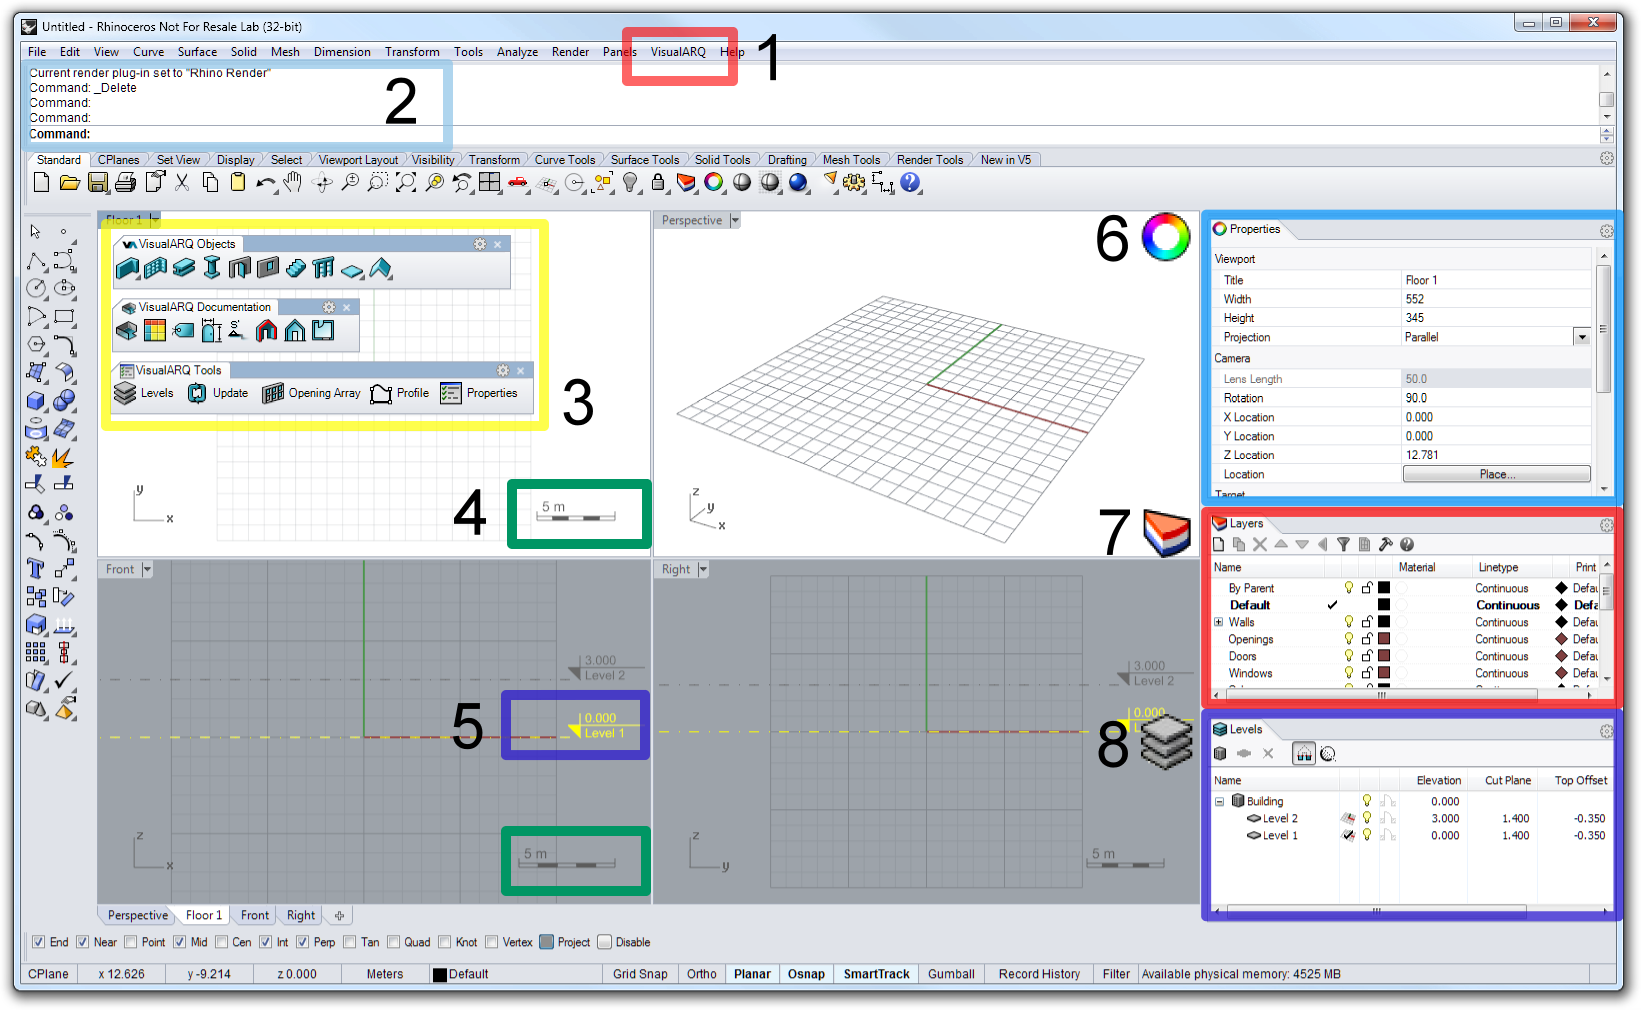 Untitled - Rhinoceros Not For Resale Lab (32-bit)
File Edit View Curve Surface Solid Mesh Dimension Transform Tools Analyze Render Panels VisualARQ Help
1
Current render plug-in set to "Rhino Render"
Command: _Delete
Command:
Command:
Command:
2
Standard CPlanes Set View Display Select Viewport Layout Visibility Transform Curve Tools Surface Tools Solid Tools Drafting Mesh Tools Render Tools New in V5
Floor 1
VisualARQ Objects
VisualARQ Documentation
VisualARQ Tools
Levels Update Opening Array Profile Properties
3
4
5 m
y
x
Perspective
6
z
y
x
7
Front
3.000
Level 2
5
0.000
Level 1
5 m
z
x
Right
3.000
Level 2
0.000
8
5 m
z
y
Properties
Viewport
Title Floor 1
Width 552
Height 345
Projection Parallel
Camera
Lens Length 50.0
Rotation 90.0
X Location 0.000
Y Location 0.000
Z Location 12.781
Location Place...
Target
Layers
Name Material Linetype Print
By Parent Continuous Defau
Default Continuous Defa
Walls Continuous Defau
Openings Continuous Defau
Doors Continuous Defau
Windows Continuous Defau
Levels
Name Elevation Cut Plane Top Offset
Building 0.000
Level 2 3.000 1.400 -0.350
Level 1 0.000 1.400 -0.350
Perspective Floor 1 Front Right
End Near Point Mid Cen Int Perp Tan Quad Knot Vertex Project Disable
CPlane x 12.626 y -9.214 z 0.000 Meters Default Grid Snap Ortho Planar Osnap SmartTrack Gumball Record History Filter Available physical memory: 4525 MB